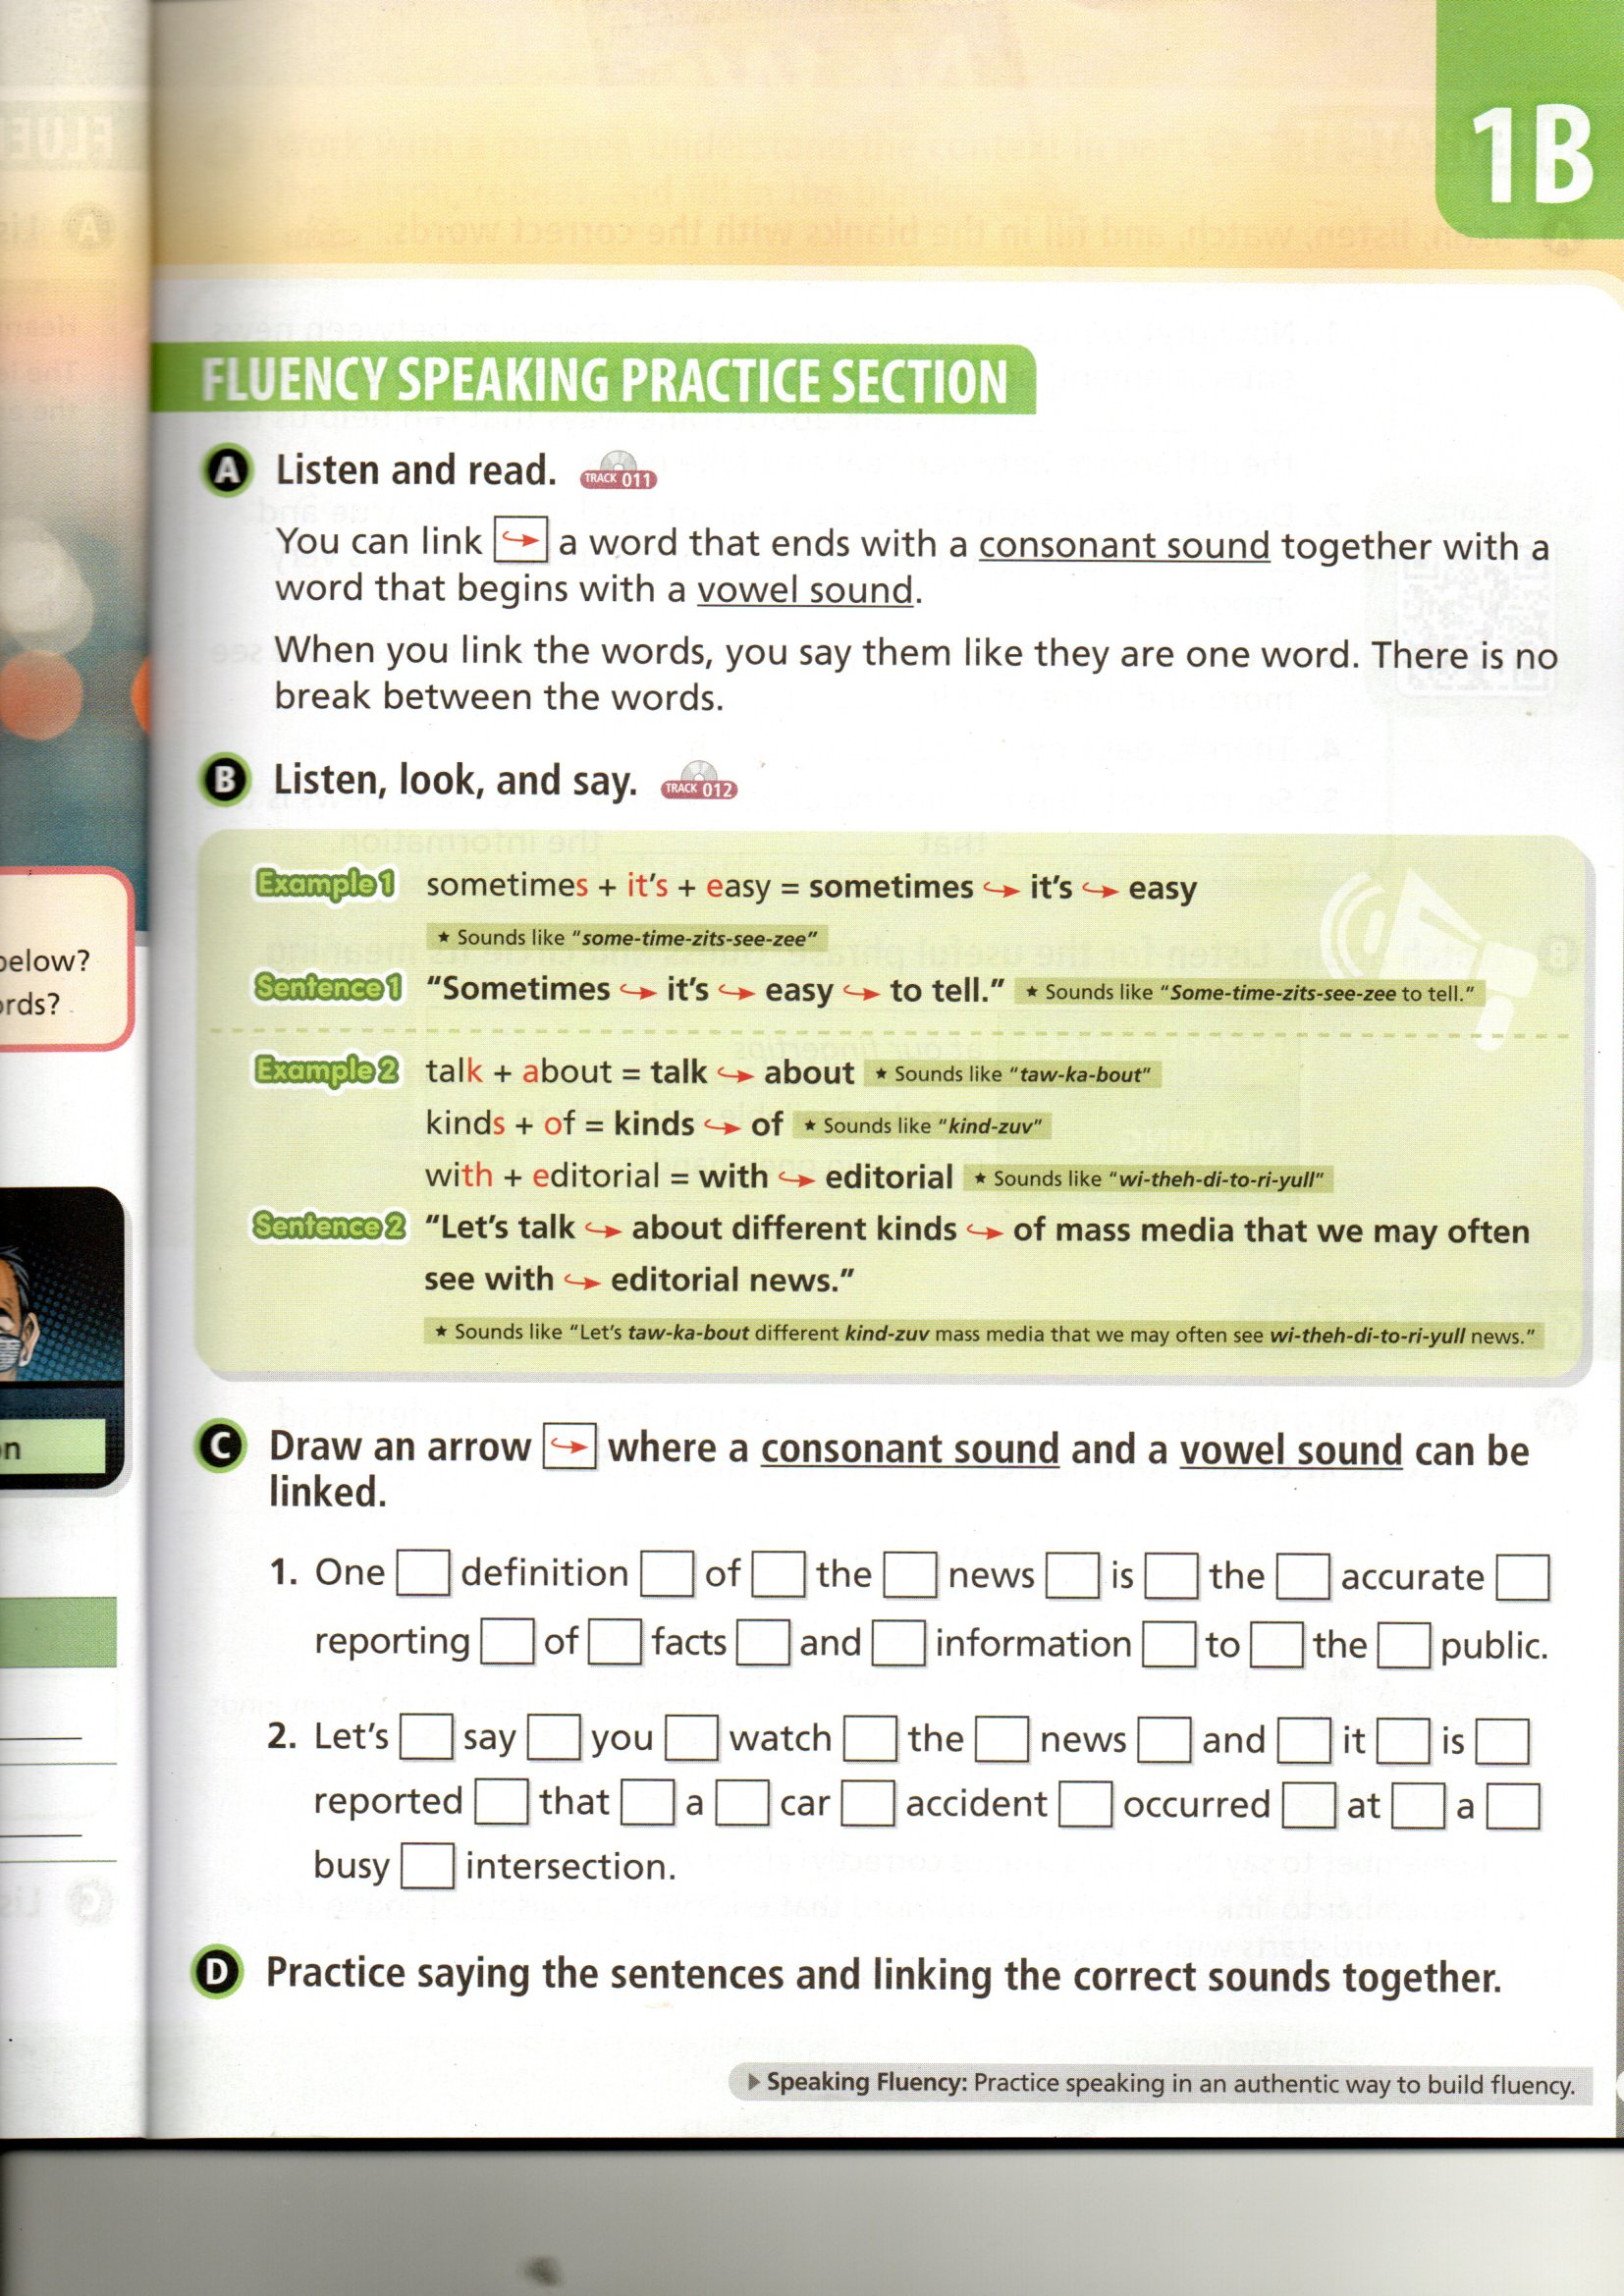 1B
FLUENCY SPEAKING PRACTICE SECTION
A Listen and read. TRACK 011
You can link ↪ a word that ends with a consonant sound together with a
word that begins with a vowel sound.
When you link the words, you say them like they are one word. There is no
break between the words.
B Listen, look, and say. TRACK 012
Example 1 sometimes + it's + easy = sometimes ↪ it's ↪ easy
★ Sounds like "some-time-zits-see-zee"
Sentence 1 "Sometimes ↪ it's ↪ easy ↪ to tell." ★ Sounds like "Some-time-zits-see-zee to tell."
Example 2 talk + about = talk ↪ about ★ Sounds like "taw-ka-bout"
kinds + of = kinds ↪ of ★ Sounds like "kind-zuv"
with + editorial = with ↪ editorial ★ Sounds like "wi-theh-di-to-ri-yull"
Sentence 2 "Let's talk ↪ about different kinds ↪ of mass media that we may often
see with ↪ editorial news."
★ Sounds like "Let's taw-ka-bout different kind-zuv mass media that we may often see wi-theh-di-to-ri-yull news."
C Draw an arrow ↪ where a consonant sound and a vowel sound can be
linked.
1. One □ definition □ of □ the □ news □ is □ the □ accurate □
reporting □ of □ facts □ and □ information □ to □ the □ public.
2. Let's □ say □ you □ watch □ the □ news □ and □ it □ is □
reported □ that □ a □ car □ accident □ occurred □ at □ a □
busy □ intersection.
D Practice saying the sentences and linking the correct sounds together.
▶ Speaking Fluency: Practice speaking in an authentic way to build fluency.
below?